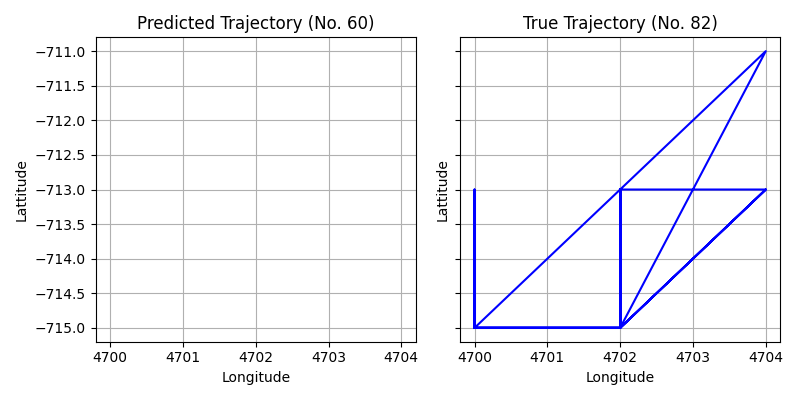 Predicted Trajectory (No. 60)
−711.0
−711.5
−712.0
−712.5
−713.0
−713.5
−714.0
−714.5
−715.0
Lattitude
4700 4701 4702 4703 4704
Longitude
True Trajectory (No. 82)
Lattitude
4700 4701 4702 4703 4704
Longitude